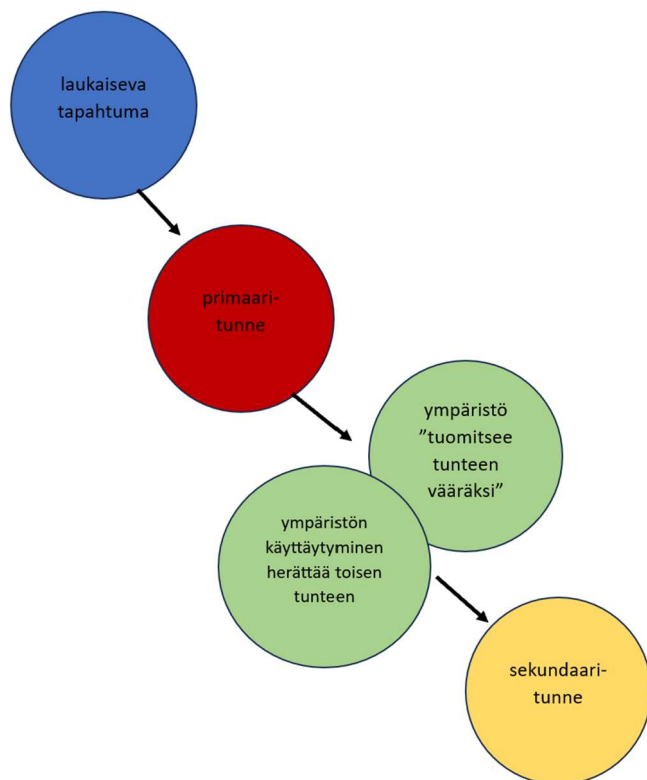 laukaiseva
tapahtuma
primaari-
tunne
ympäristö
”tuomitsee
tunteen
vääräksi”
ympäristön
käyttäytyminen
herättää toisen
tunteen
sekundaari-
tunne